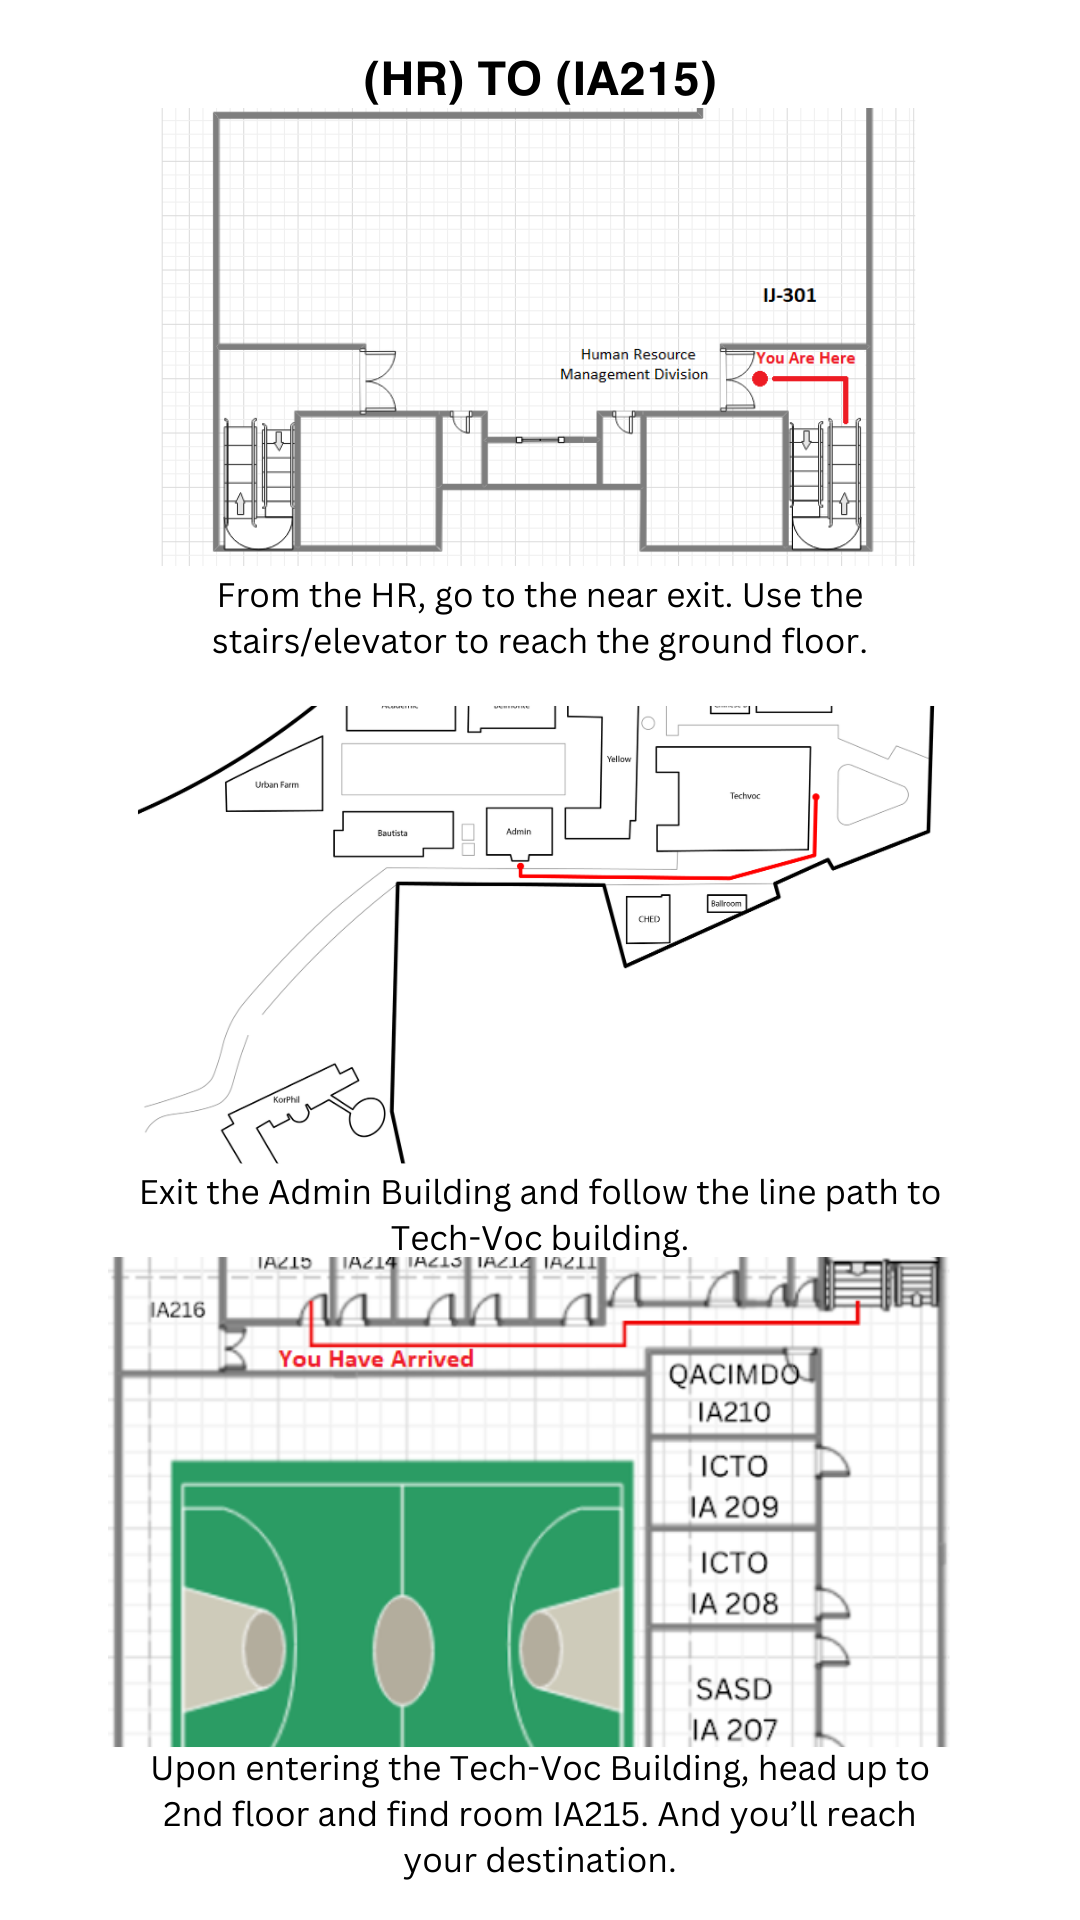 (HR) TO (IA215)
IJ-301
Human Resource
Management Division
You Are Here
From the HR, go to the near exit. Use the
stairs/elevator to reach the ground floor.
Academic
Belmonte
Yellow
Urban Farm
Techvoc
Bautista
Admin
CHED
Ballroom
KorPhil
Exit the Admin Building and follow the line path to
Tech-Voc building.
IA215 IA214 IA213 IA212 IA211
IA216
You Have Arrived
QACIMDO
IA210
ICTO
IA 209
ICTO
IA 208
SASD
IA 207
Upon entering the Tech-Voc Building, head up to
2nd floor and find room IA215. And you’ll reach
your destination.